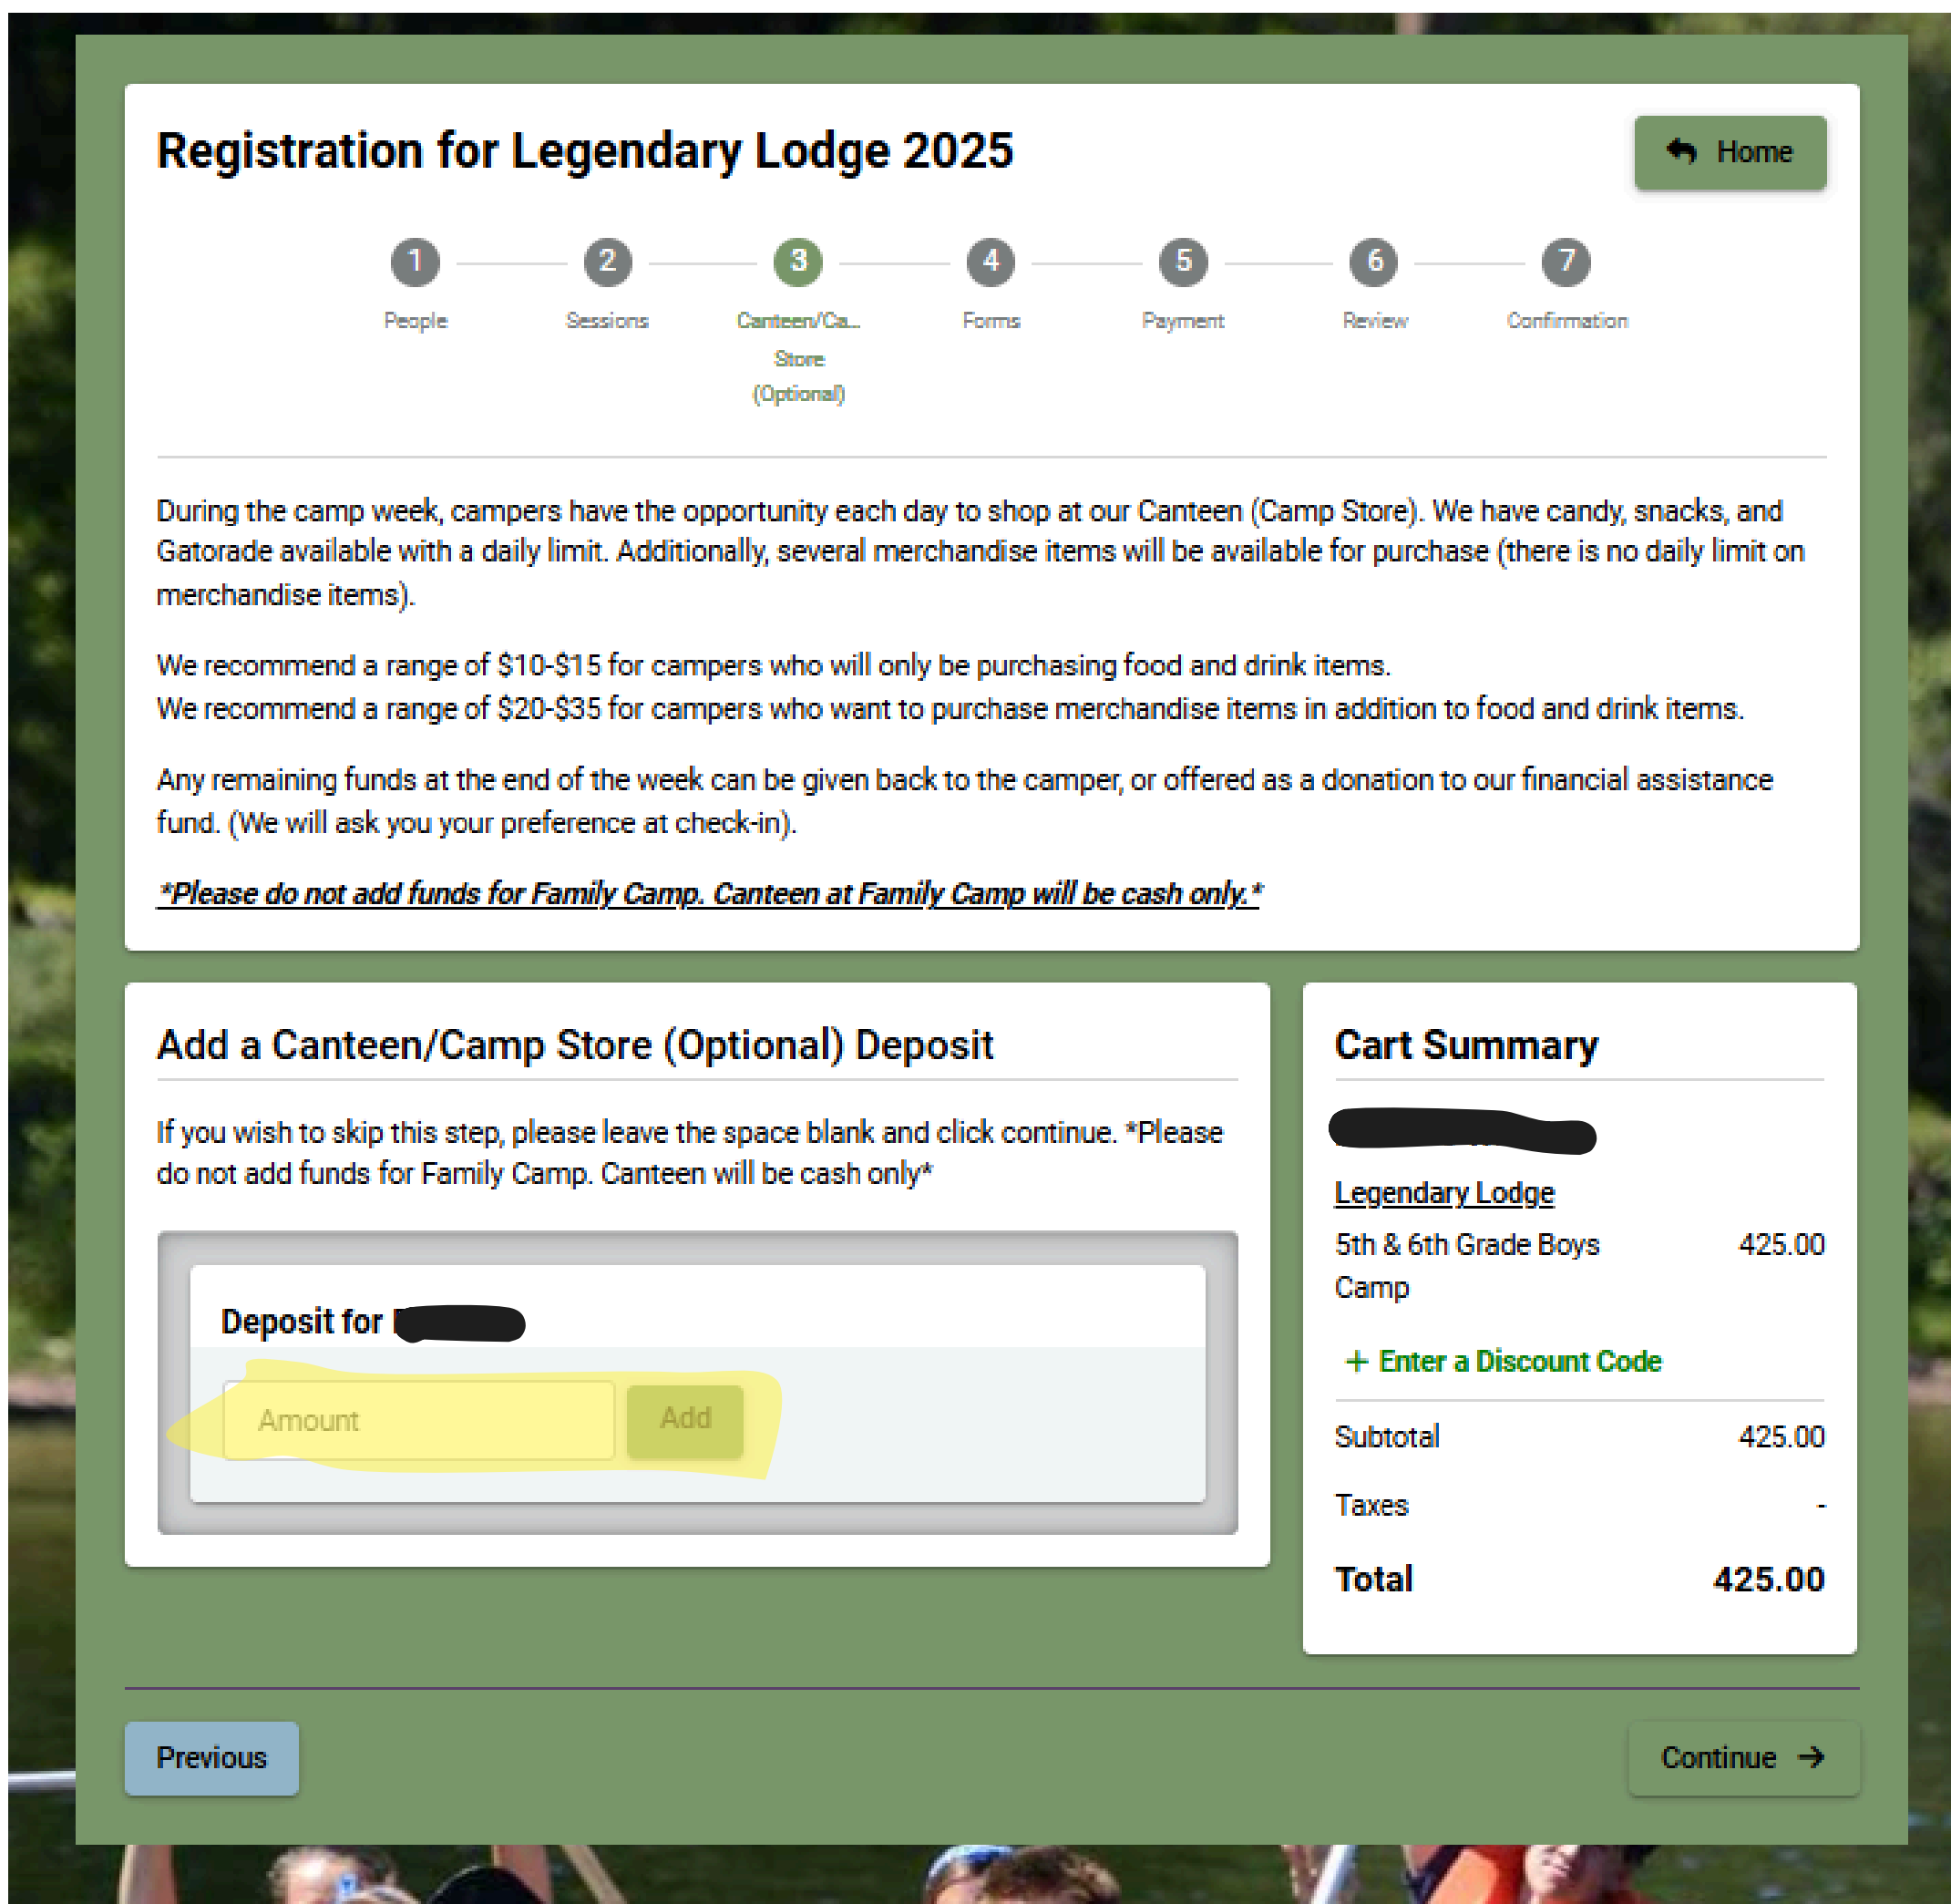 Registration for Legendary Lodge 2025
Home
1
2
3
4
5
6
7
People
Sessions
Canteen/Ca...
Store
(Optional)
Forms
Payment
Review
Confirmation
During the camp week, campers have the opportunity each day to shop at our Canteen (Camp Store). We have candy, snacks, and
Gatorade available with a daily limit. Additionally, several merchandise items will be available for purchase (there is no daily limit on
merchandise items).
We recommend a range of $10-$15 for campers who will only be purchasing food and drink items.
We recommend a range of $20-$35 for campers who want to purchase merchandise items in addition to food and drink items.
Any remaining funds at the end of the week can be given back to the camper, or offered as a donation to our financial assistance
fund. (We will ask you your preference at check-in).
*Please do not add funds for Family Camp. Canteen at Family Camp will be cash only.*
Add a Canteen/Camp Store (Optional) Deposit
If you wish to skip this step, please leave the space blank and click continue. *Please
do not add funds for Family Camp. Canteen will be cash only*
Deposit for
Amount
Add
Cart Summary
Legendary Lodge
5th & 6th Grade Boys 425.00
Camp
+ Enter a Discount Code
Subtotal 425.00
Taxes -
Total 425.00
Previous
Continue →